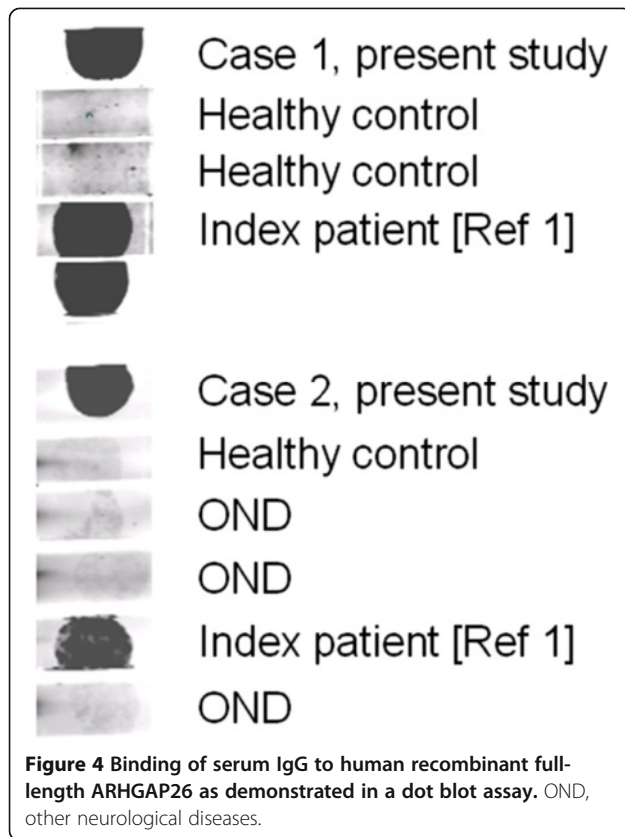 Case 1, present study
Healthy control
Healthy control
Index patient [Ref 1]
Case 2, present study
Healthy control
OND
OND
Index patient [Ref 1]
OND
Figure 4 Binding of serum IgG to human recombinant full-
length ARHGAP26 as demonstrated in a dot blot assay. OND,
other neurological diseases.